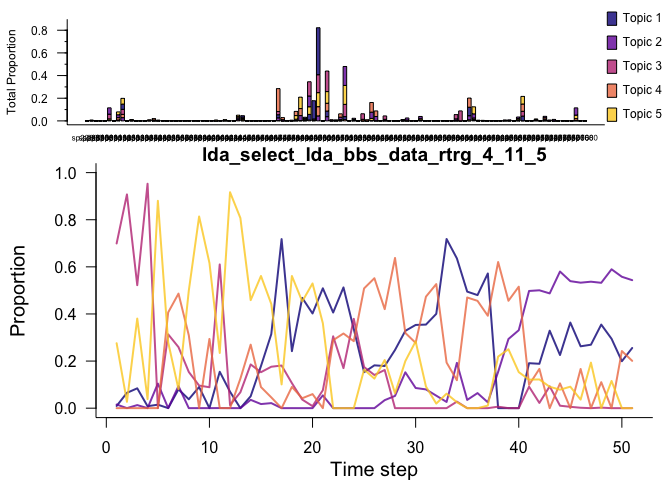 Total Proportion
0.8
0.6
0.4
0.2
0.0
Topic 1
Topic 2
Topic 3
Topic 4
Topic 5
lda_select_lda_bbs_data_rtrg_4_11_5
Proportion
1.0
0.8
0.6
0.4
0.2
0.0
0 10 20 30 40 50
Time step